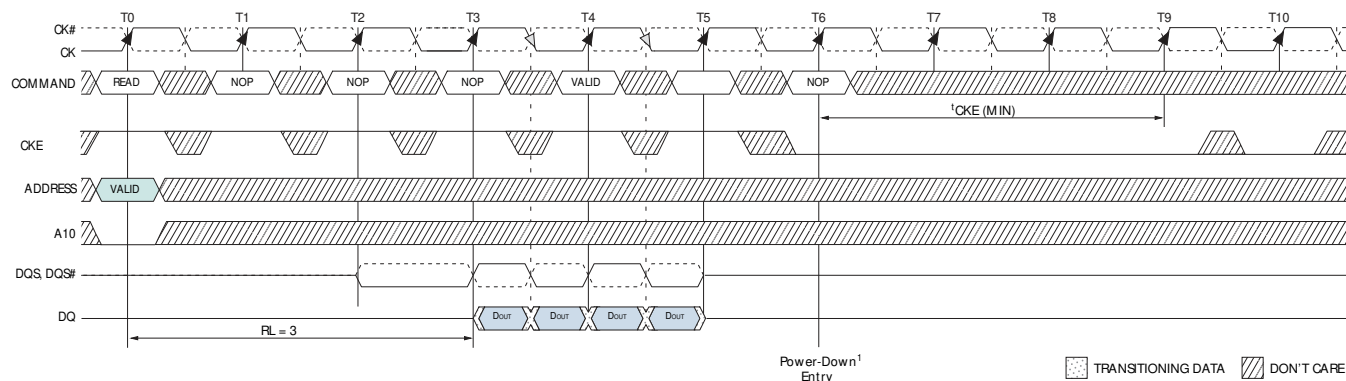 T0 T1 T2 T3 T4 T5 T6 T7 T8 T9 T10
CK#
CK
COMMAND READ NOP NOP NOP VALID NOP
tCKE (MIN)
CKE
ADDRESS VALID
A10
DQS, DQS#
DQ DOUT DOUT DOUT DOUT
RL = 3
Power-Down1
Entry
TRANSITIONING DATA DON'T CARE